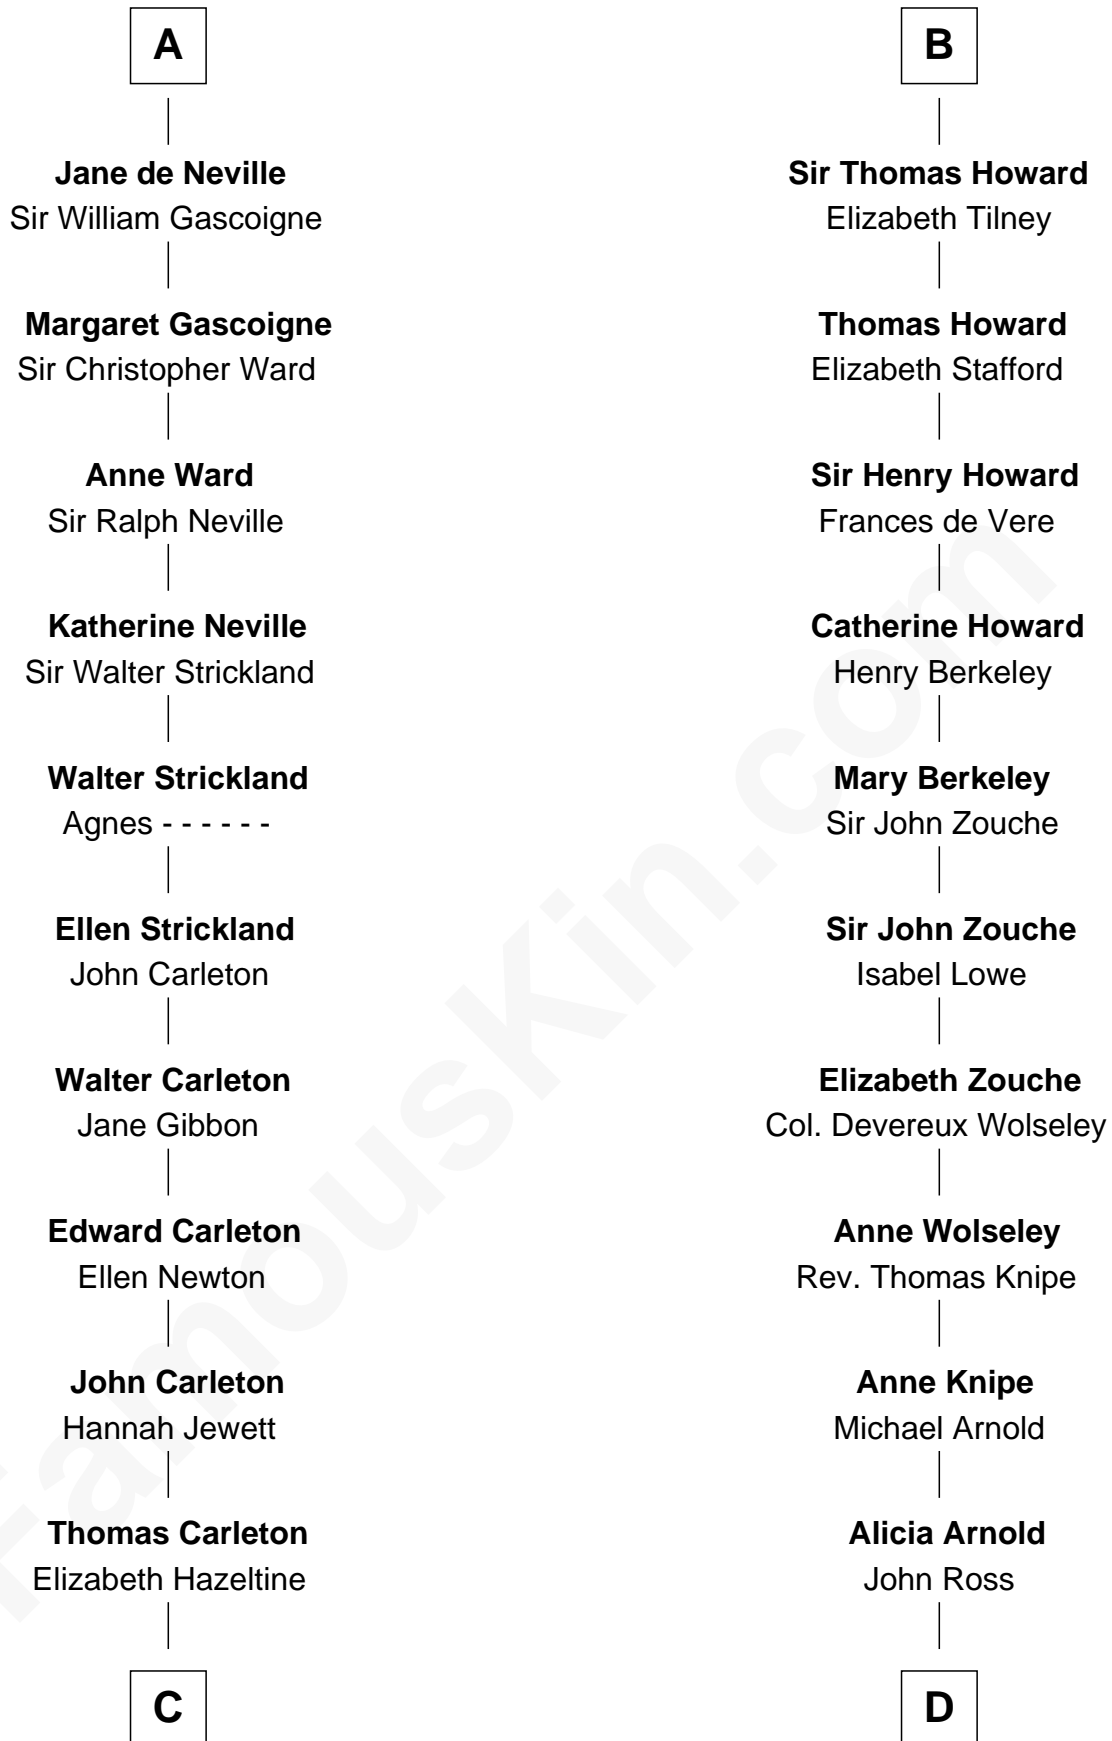 A
Jane de Neville
Sir William Gascoigne
Margaret Gascoigne
Sir Christopher Ward
Anne Ward
Sir Ralph Neville
Katherine Neville
Sir Walter Strickland
Walter Strickland
Agnes - - - - - -
Ellen Strickland
John Carleton
Walter Carleton
Jane Gibbon
Edward Carleton
Ellen Newton
John Carleton
Hannah Jewett
Thomas Carleton
Elizabeth Hazeltine
C
B
Sir Thomas Howard
Elizabeth Tilney
Thomas Howard
Elizabeth Stafford
Sir Henry Howard
Frances de Vere
Catherine Howard
Henry Berkeley
Mary Berkeley
Sir John Zouche
Sir John Zouche
Isabel Lowe
Elizabeth Zouche
Col. Devereux Wolseley
Anne Wolseley
Rev. Thomas Knipe
Anne Knipe
Michael Arnold
Alicia Arnold
John Ross
D
FamousKin.com